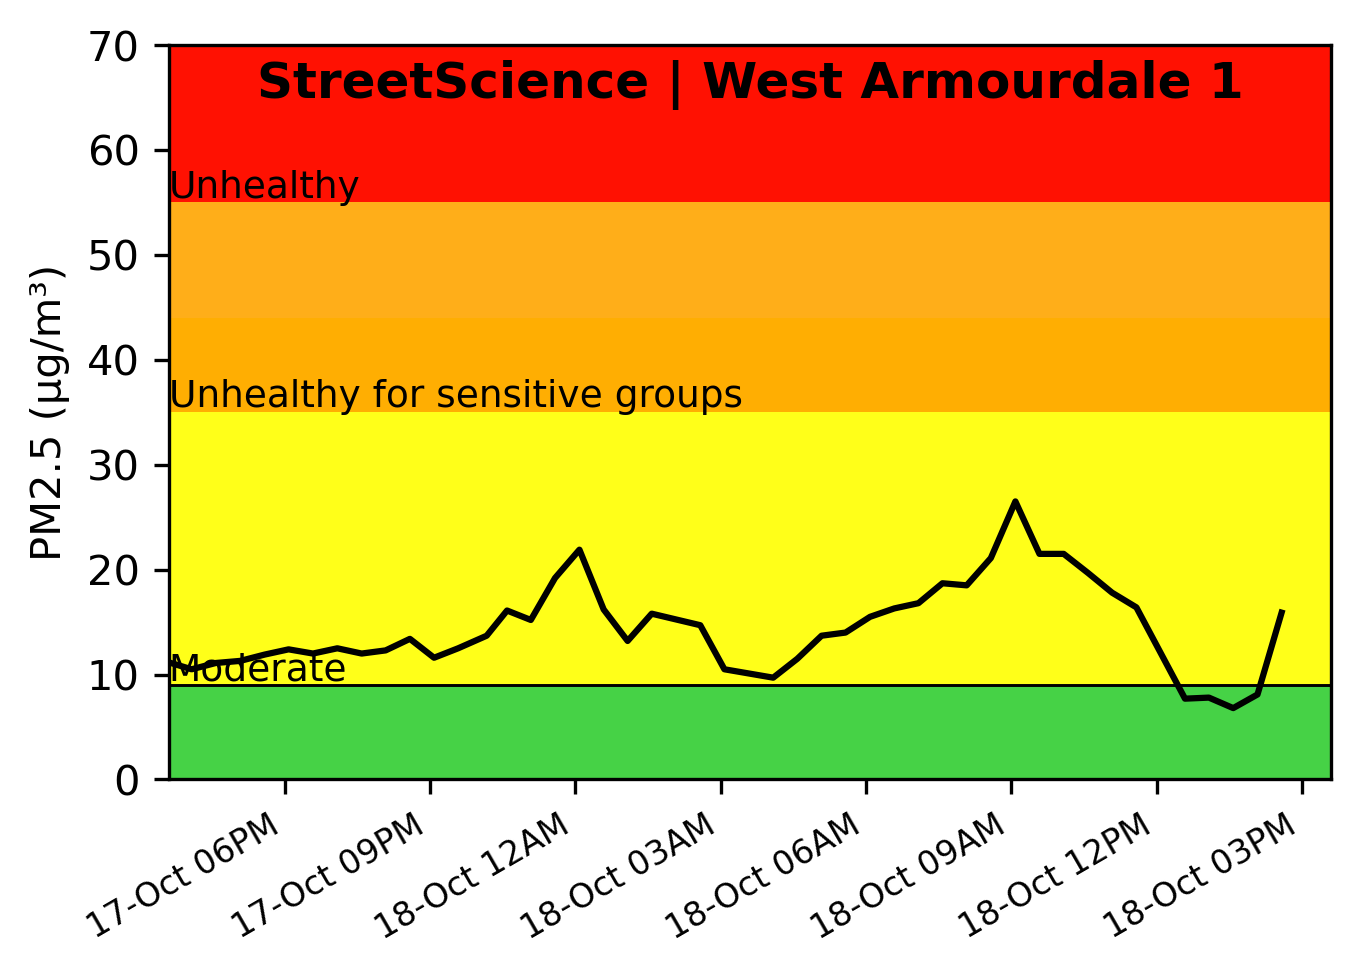 StreetScience | West Armourdale 1
70
60
50
40
30
20
10
0
PM2.5 (µg/m³)
Unhealthy
Unhealthy for sensitive groups
Moderate
17-Oct 06PM
17-Oct 09PM
18-Oct 12AM
18-Oct 03AM
18-Oct 06AM
18-Oct 09AM
18-Oct 12PM
18-Oct 03PM